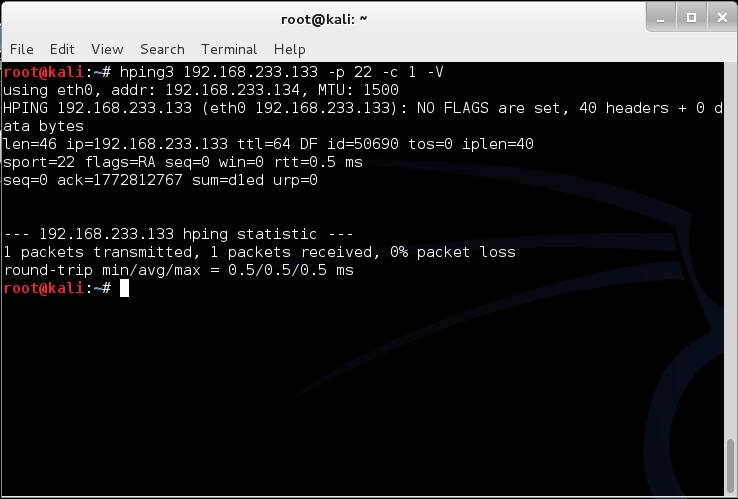 root@kali: ~
File Edit View Search Terminal Help
root@kali:~# hping3 192.168.233.133 -p 22 -c 1 -V
using eth0, addr: 192.168.233.134, MTU: 1500
HPING 192.168.233.133 (eth0 192.168.233.133): NO FLAGS are set, 40 headers + 0 d
ata bytes
len=46 ip=192.168.233.133 ttl=64 DF id=50690 tos=0 iplen=40
sport=22 flags=RA seq=0 win=0 rtt=0.5 ms
seq=0 ack=1772812767 sum=d1ed urp=0
--- 192.168.233.133 hping statistic ---
1 packets transmitted, 1 packets received, 0% packet loss
round-trip min/avg/max = 0.5/0.5/0.5 ms
root@kali:~#